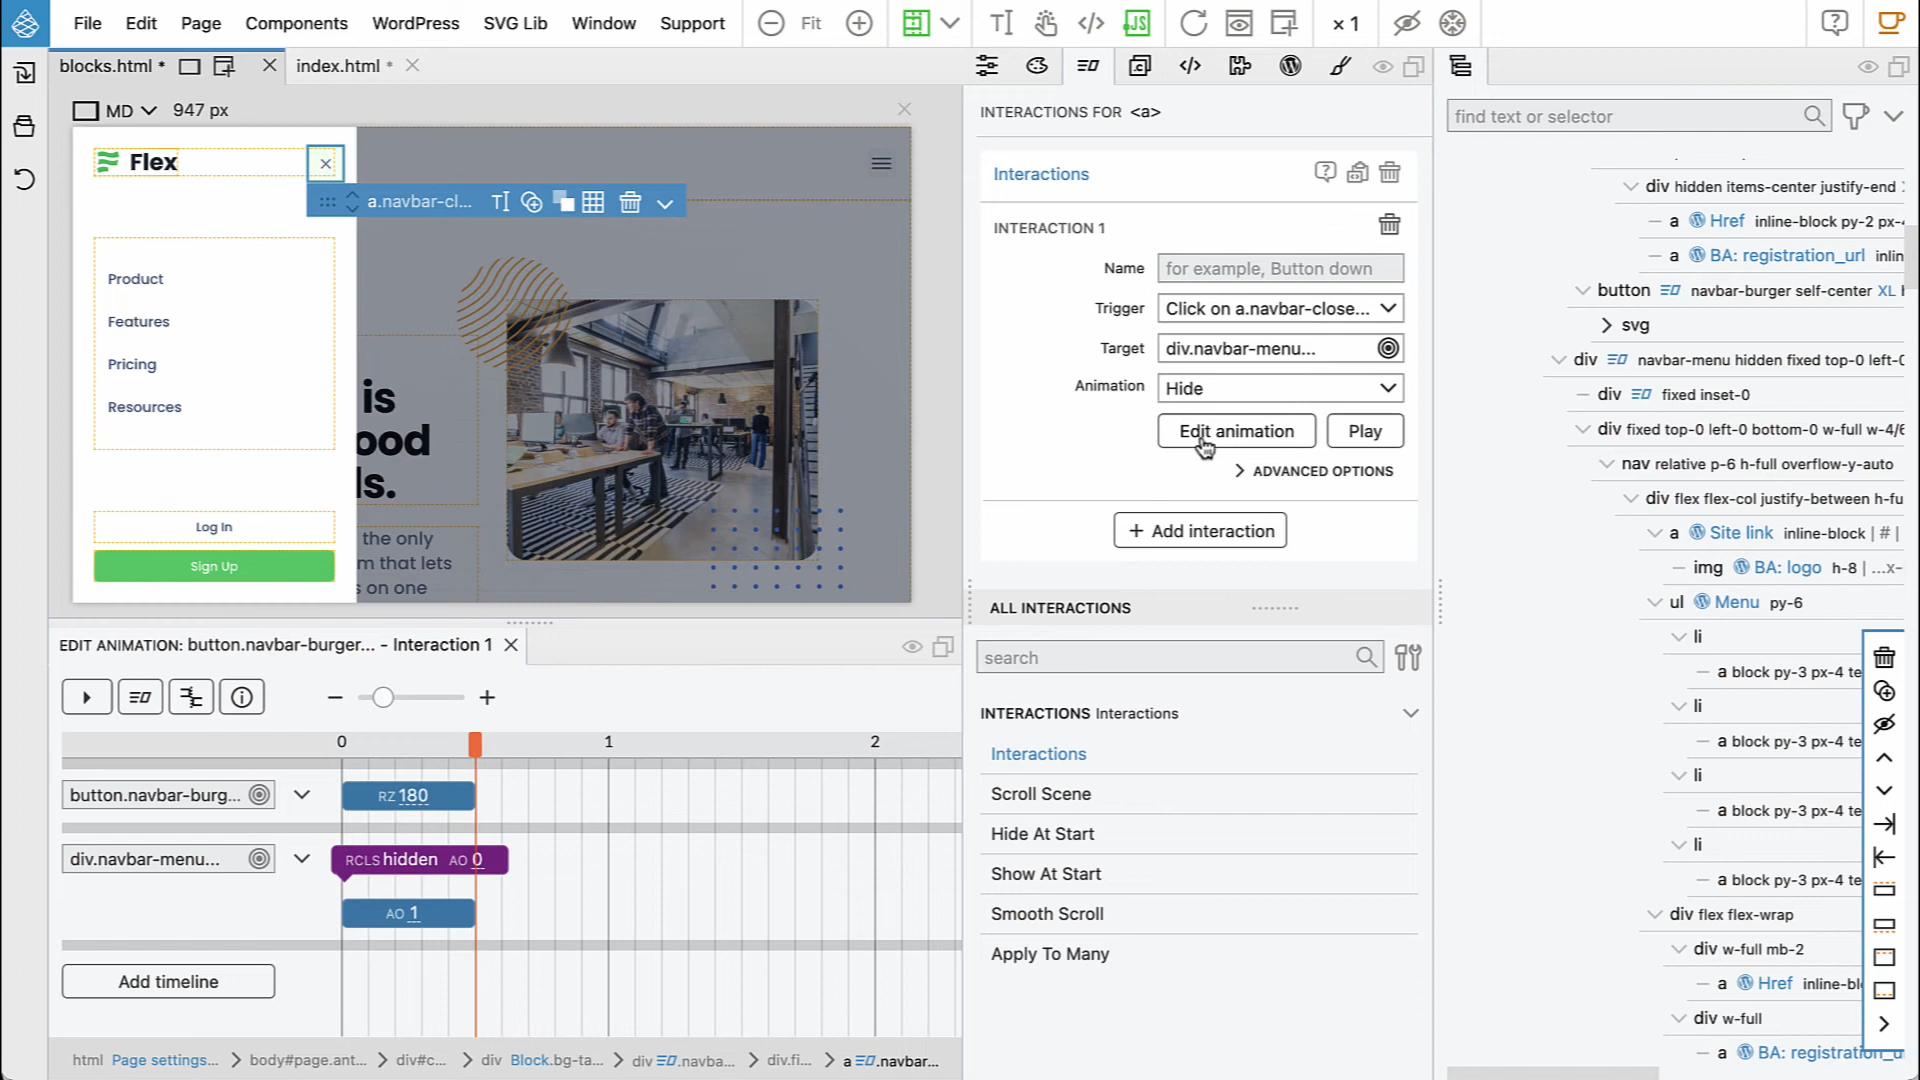 File Edit Page Components WordPress SVG Lib Window Support Fit JS × 1
blocks.html * index.html *
MD 947 px
Flex
a.navbar-cl...
Product
Features
Pricing
Resources
Log In
Sign Up
is
ood
ls.
the only
m that lets
s on one
EDIT ANIMATION: button.navbar-burger... - Interaction 1
0 1 2
button.navbar-burg...
RZ 180
div.navbar-menu...
RCLS hidden AO 0
AO 1
Add timeline
html Page settings... body#page.ant... div#c... div Block.bg-ta... div .navba... div.fi... a .navbar...
INTERACTIONS FOR <a>
Interactions
INTERACTION 1
Name for example, Button down
Trigger Click on a.navbar-close...
Target div.navbar-menu...
Animation Hide
Edit animation Play
ADVANCED OPTIONS
+ Add interaction
ALL INTERACTIONS
search
INTERACTIONS Interactions
Interactions
Scroll Scene
Hide At Start
Show At Start
Smooth Scroll
Apply To Many
find text or selector
div hidden items-center justify-end
a Href inline-block py-2 px-4
a BA: registration_url inlin
button navbar-burger self-center XL
svg
div navbar-menu hidden fixed top-0 left-0
div fixed inset-0
div fixed top-0 left-0 bottom-0 w-full w-4/6
nav relative p-6 h-full overflow-y-auto
div flex flex-col justify-between h-fu
a Site link inline-block | # |
img BA: logo h-8 | ...x-
ul Menu py-6
li
a block py-3 px-4 te
li
a block py-3 px-4 te
li
a block py-3 px-4 te
li
a block py-3 px-4 te
div flex flex-wrap
div w-full mb-2
a Href inline-bl
div w-full
a BA: registration_u